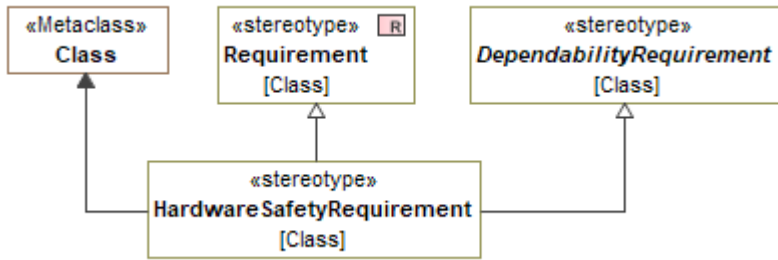 «Metaclass»
Class
«stereotype» R
Requirement
[Class]
«stereotype»
DependabilityRequirement
[Class]
«stereotype»
HardwareSafetyRequirement
[Class]